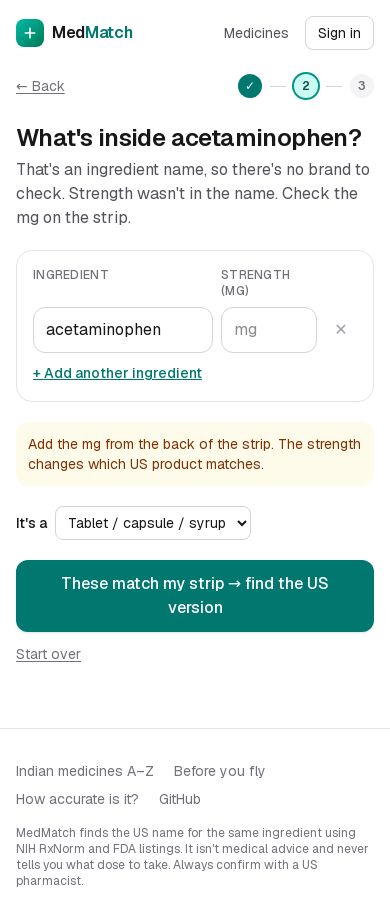 MedMatch
Medicines
Sign in
← Back
✓ 2 3
What's inside acetaminophen?
That's an ingredient name, so there's no brand to
check. Strength wasn't in the name. Check the
mg on the strip.
INGREDIENT
STRENGTH
(MG)
acetaminophen
mg
✕
+ Add another ingredient
Add the mg from the back of the strip. The strength
changes which US product matches.
It's a
Tablet / capsule / syrup
These match my strip → find the US
version
Start over
Indian medicines A–Z
Before you fly
How accurate is it?
GitHub
MedMatch finds the US name for the same ingredient using
NIH RxNorm and FDA listings. It isn't medical advice and never
tells you what dose to take. Always confirm with a US
pharmacist.